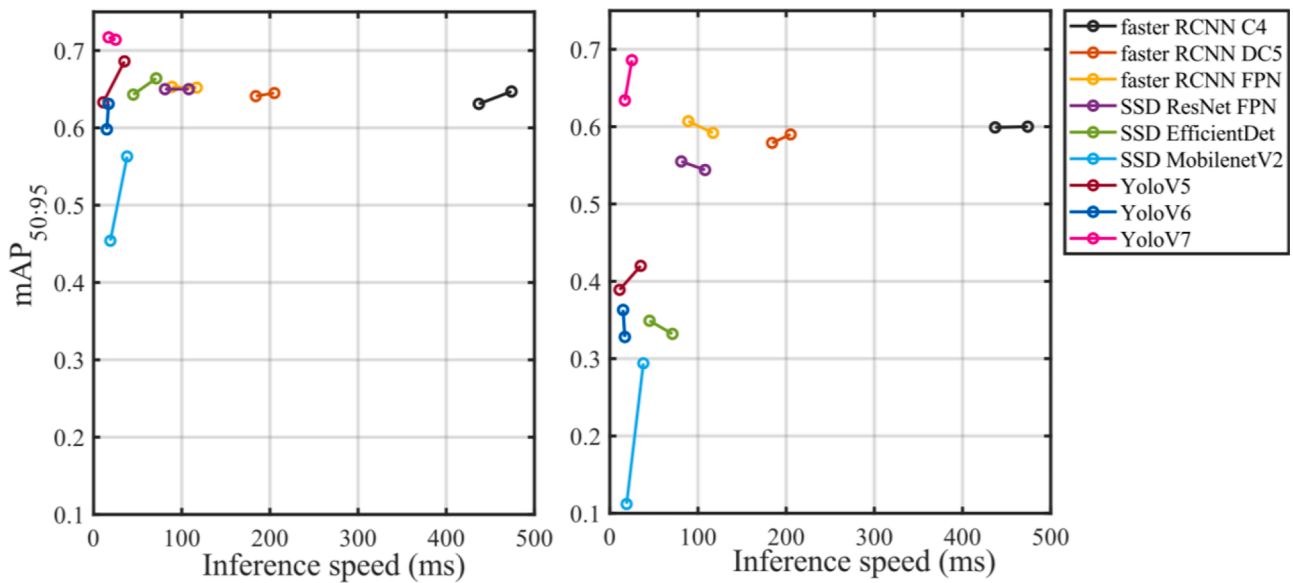 mAP50:95
0.7
0.6
0.5
0.4
0.3
0.2
0.1
0 100 200 300 400 500
Inference speed (ms)
0.7
0.6
0.5
0.4
0.3
0.2
0.1
0 100 200 300 400 500
Inference speed (ms)
faster RCNN C4
faster RCNN DC5
faster RCNN FPN
SSD ResNet FPN
SSD EfficientDet
SSD MobilenetV2
YoloV5
YoloV6
YoloV7